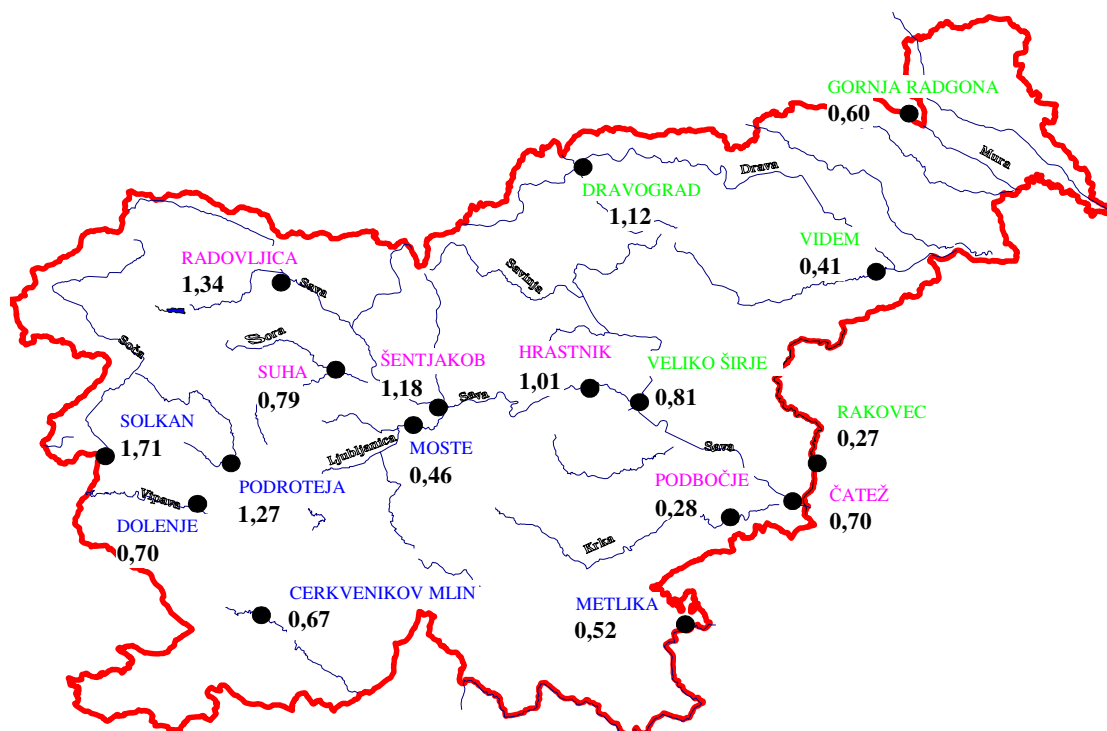 GORNJA RADGONA
0,60
Mura
Drava
DRAVOGRAD
1,12
VIDEM
0,41
RADOVLJICA
1,34
Sava
Savinja
Soča
Sora
SUHA
0,79
ŠENTJAKOB
1,18
HRASTNIK
1,01
VELIKO ŠIRJE
0,81
Sava
SOLKAN
1,71
Ljubljanica
MOSTE
0,46
RAKOVEC
0,27
Sava
PODROTEJA
1,27
PODBOČJE
0,28
ČATEŽ
0,70
Vipava
DOLENJE
0,70
Krka
CERKVENIKOV MLIN
0,67
METLIKA
0,52